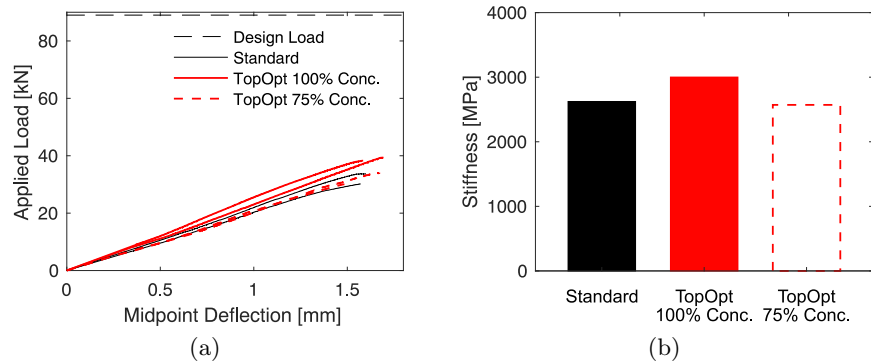 80
60
40
20
0
Applied Load [kN]
Design Load
Standard
TopOpt 100% Conc.
TopOpt 75% Conc.
0 0.5 1 1.5
Midpoint Deflection [mm]
(a)
4000
3000
2000
1000
0
Stiffness [MPa]
Standard TopOpt TopOpt
100% Conc. 75% Conc.
(b)